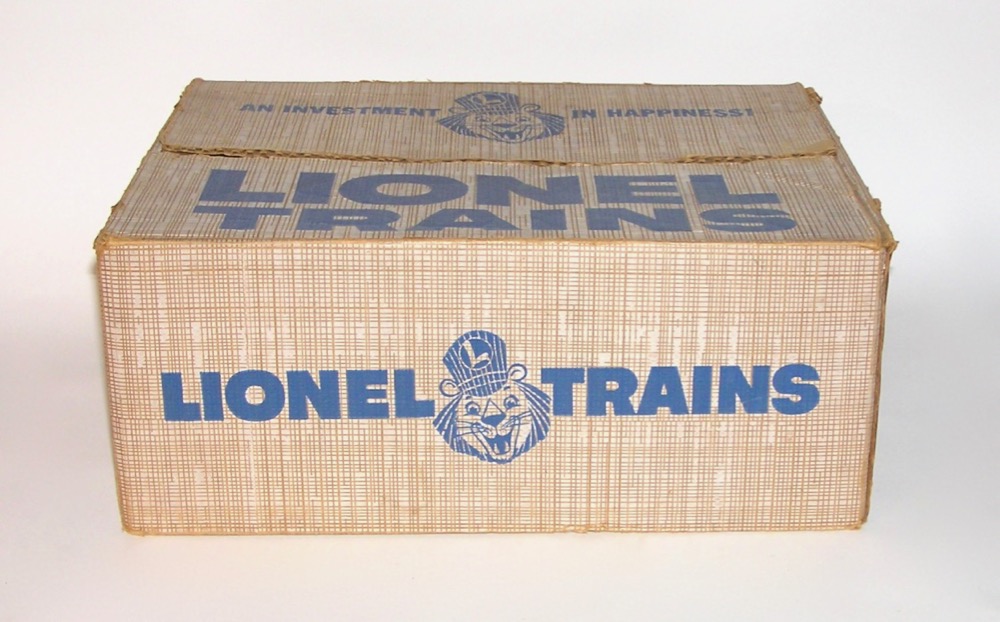 AN INVESTMENT L IN HAPPINESS!
LIONEL
TRAINS
L
LIONEL TRAINS